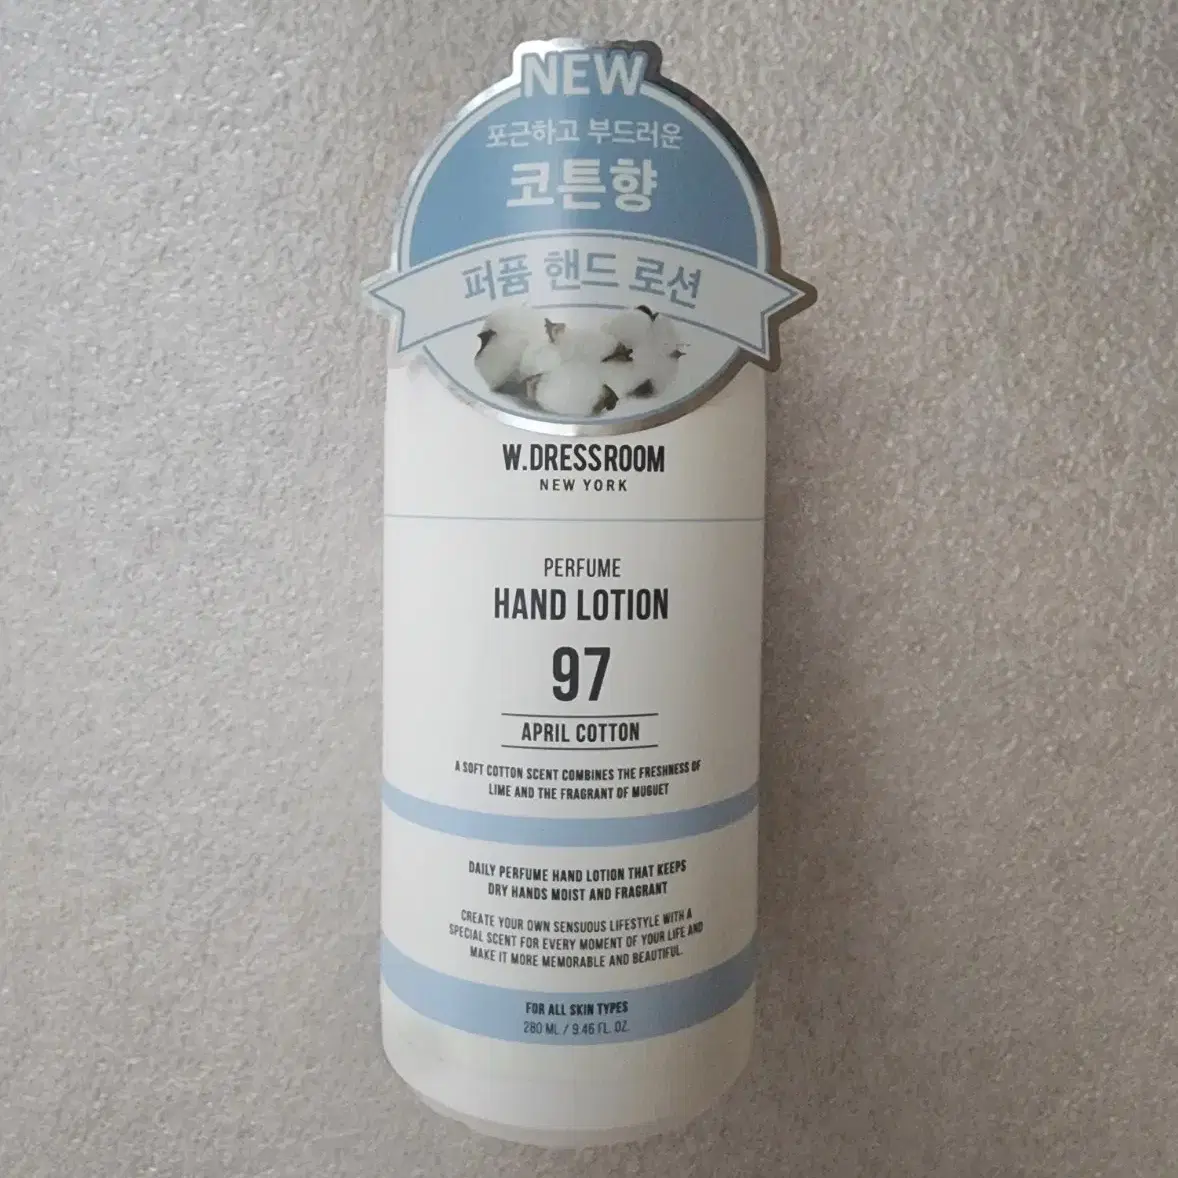 NEW
포근하고 부드러운
코튼향
퍼퓸 핸드 로션
W.DRESSROOM
NEW YORK
PERFUME
HAND LOTION
97
APRIL COTTON
A SOFT COTTON SCENT COMBINES THE FRESHNESS OF
LIME AND THE FRAGRANT OF MUGUET
DAILY PERFUME HAND LOTION THAT KEEPS
DRY HANDS MOIST AND FRAGRANT
CREATE YOUR OWN SENSUOUS LIFESTYLE WITH A
SPECIAL SCENT FOR EVERY MOMENT OF YOUR LIFE AND
MAKE IT MORE MEMORABLE AND BEAUTIFUL.
FOR ALL SKIN TYPES
280 ML / 9.46 FL. OZ.